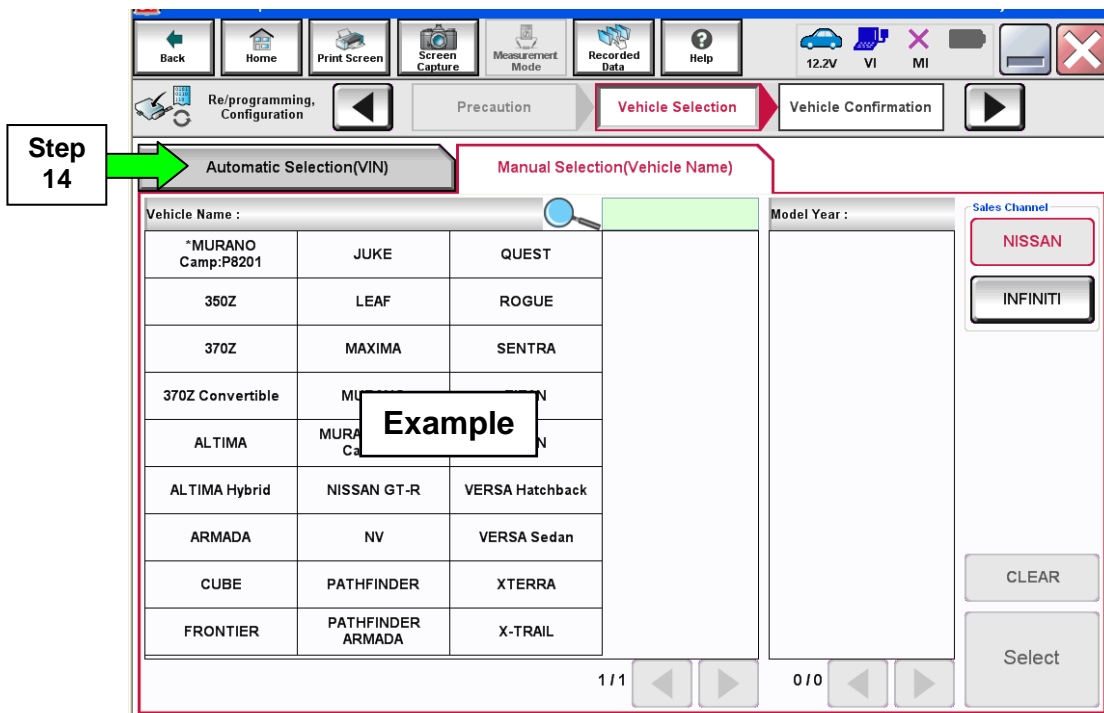 Back
Home
Print Screen
Screen
Capture
Measurement
Mode
Recorded
Data
Help
12.2V
VI
MI
Re/programming,
Configuration
Precaution
Vehicle Selection
Vehicle Confirmation
Step
14
Automatic Selection(VIN)
Manual Selection(Vehicle Name)
Vehicle Name :
Model Year :
Sales Channel
*MURANO
Camp:P8201
JUKE
QUEST
NISSAN
350Z
LEAF
ROGUE
INFINITI
370Z
MAXIMA
SENTRA
370Z Convertible
Example
ALTIMA
ALTIMA Hybrid
NISSAN GT-R
VERSA Hatchback
ARMADA
NV
VERSA Sedan
CUBE
PATHFINDER
XTERRA
CLEAR
FRONTIER
PATHFINDER
ARMADA
X-TRAIL
Select
1/1
0/0